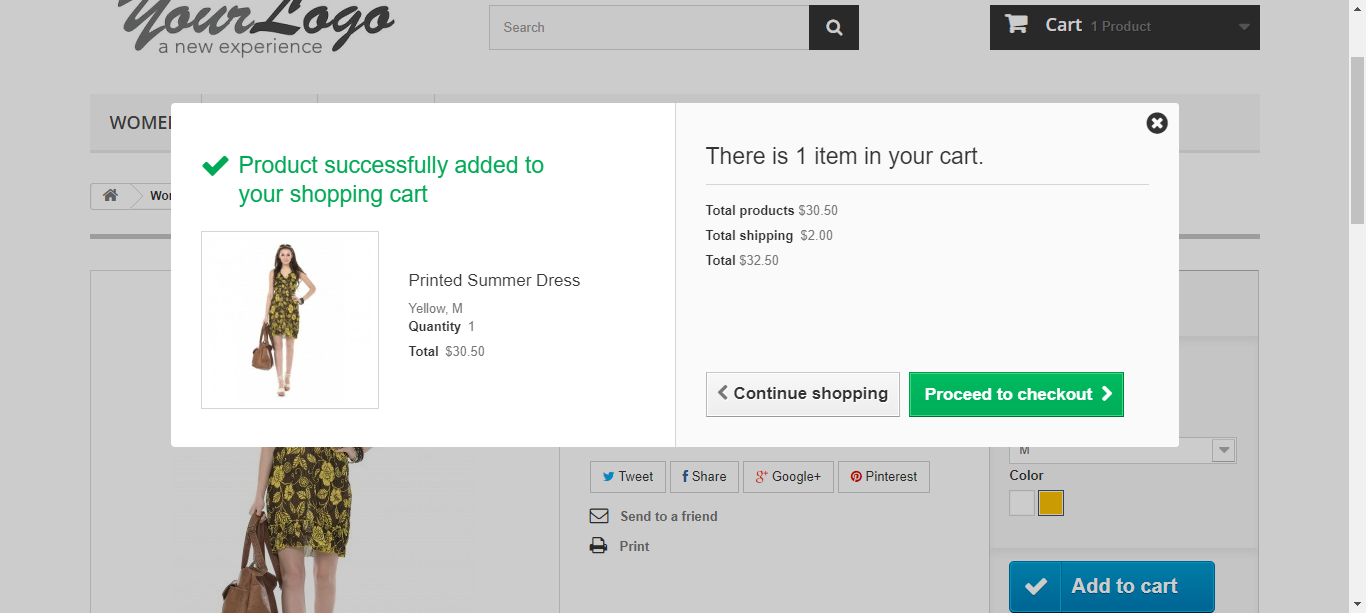 YourLogo
a new experience
Search
Cart 1 Product
WOMEN
Product successfully added to
your shopping cart
Printed Summer Dress
Yellow, M
Quantity 1
Total $30.50
There is 1 item in your cart.
Total products $30.50
Total shipping $2.00
Total $32.50
Continue shopping
Proceed to checkout
M
Tweet
Share
Google+
Pinterest
Send to a friend
Print
Color
Add to cart